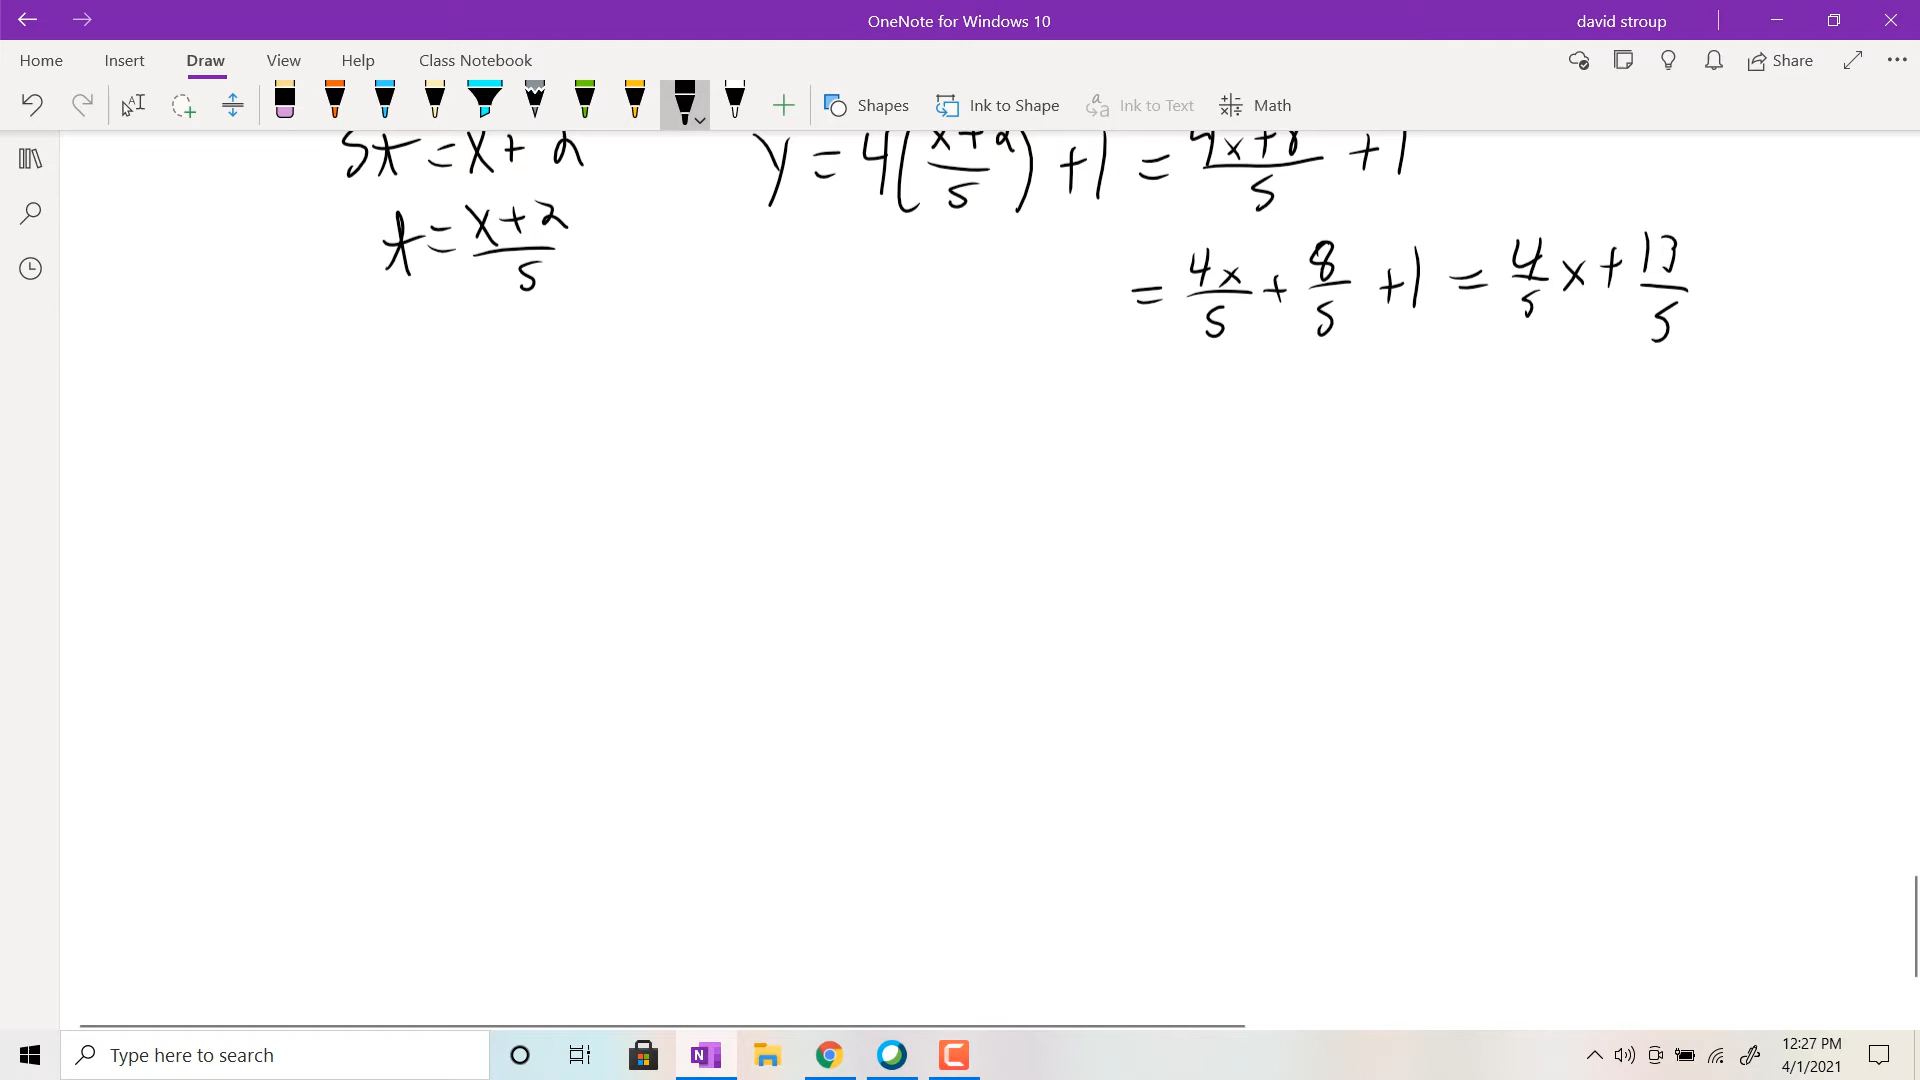 OneNote for Windows 10
david stroup
Home Insert Draw View Help Class Notebook
Share
Shapes Ink to Shape Ink to Text Math
5t = x + 2
y = 4(x+2/5) + 1 = 4x+8/5 + 1
t = x+2/5
= 4x/5 + 8/5 + 1 = 4/5 x + 13/5
Type here to search
12:27 PM
4/1/2021